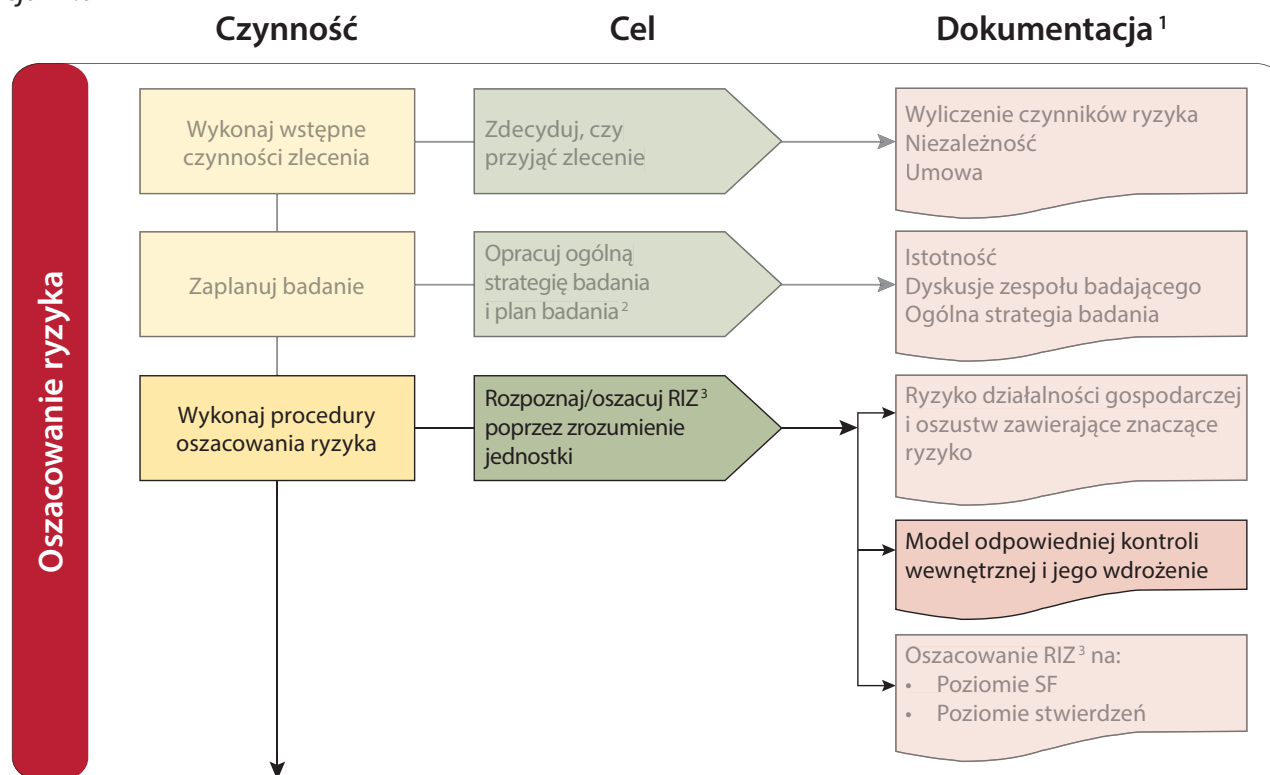 Czynność
Cel
Dokumentacja ¹
Oszacowanie ryzyka
Wykonaj wstępne
czynności zlecenia
Zdecyduj, czy
przyjąć zlecenie
Wyliczenie czynników ryzyka
Niezależność
Umowa
Zaplanuj badanie
Opracuj ogólną
strategię badania
i plan badania ²
Istotność
Dyskusje zespołu badającego
Ogólna strategia badania
Wykonaj procedury
oszacowania ryzyka
Rozpoznaj/oszacuj RIZ ³
poprzez zrozumienie
jednostki
Ryzyko działalności gospodarczej
i oszustw zawierające znaczące
ryzyko
Model odpowiedniej kontroli
wewnętrznej i jego wdrożenie
Oszacowanie RIZ ³ na:
• Poziomie SF
• Poziomie stwierdzeń